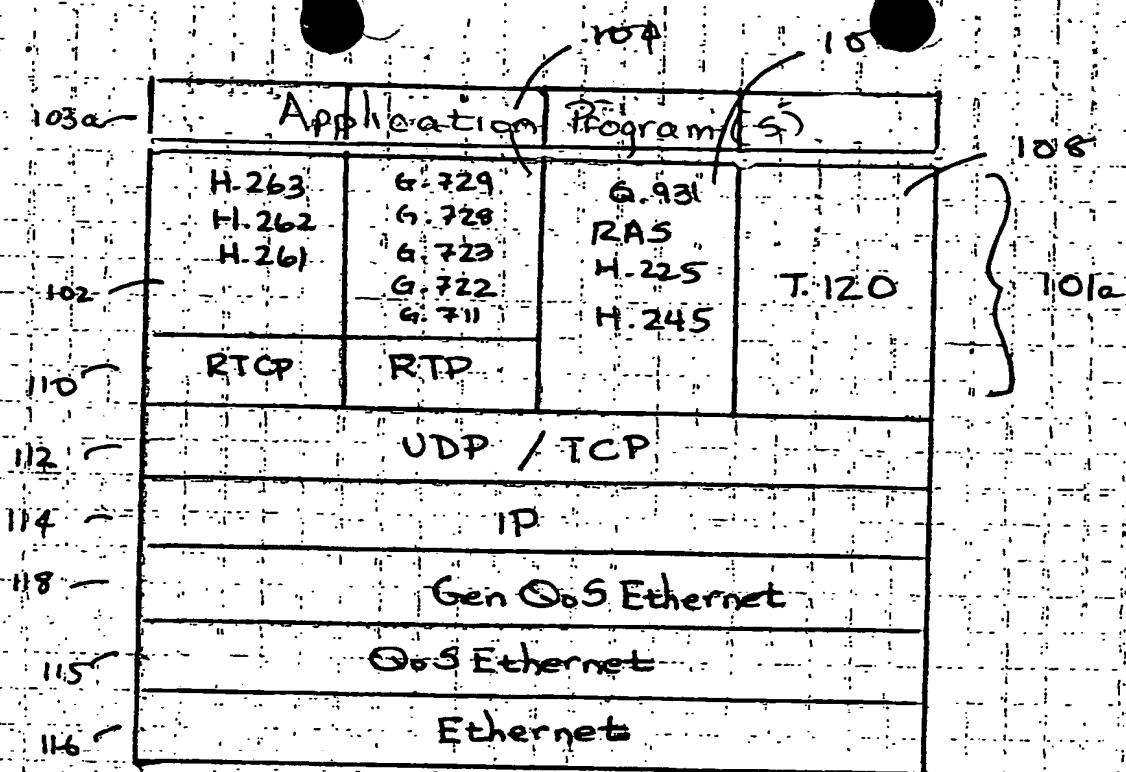 104
10
103a
Application Program(s)
108
H.263
H.262
H.261
G.729
G.728
G.723
G.722
G.711
Q.931
RAS
H.225
H.245
T.120
102
101a
110
RTCP
RTP
112
UDP / TCP
114
IP
118
Gen QoS Ethernet
115
QoS Ethernet
116
Ethernet